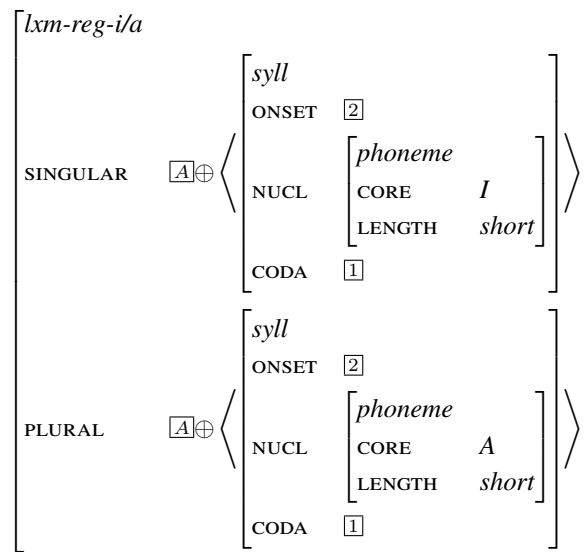 lxm-reg-i/a
syll
ONSET 2
phoneme
SINGULAR A⊕ NUCL CORE I
LENGTH short
CODA 1
syll
ONSET 2
phoneme
PLURAL A⊕ NUCL CORE A
LENGTH short
CODA 1